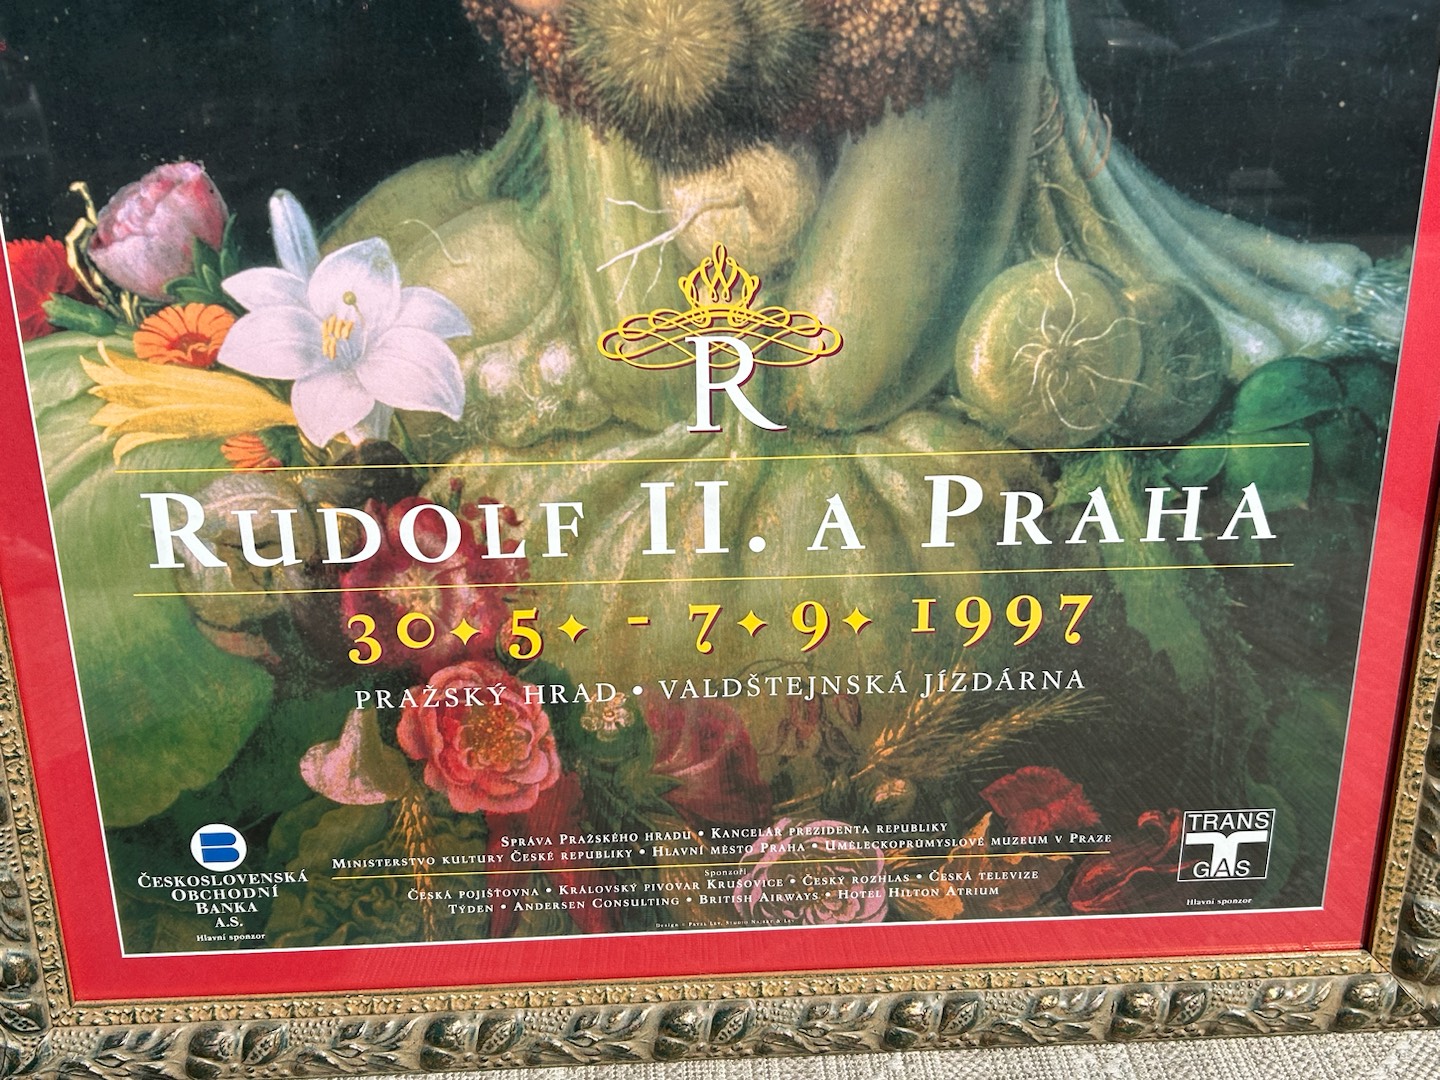 R
RUDOLF II. A PRAHA
30✦5✦ - 7✦9✦ 1997
PRAŽSKÝ HRAD • VALDŠTEJNSKÁ JÍZDÁRNA
SPRÁVA PRAŽSKÉHO HRADU • KANCELÁŘ PREZIDENTA REPUBLIKY
MINISTERSTVO KULTURY ČESKÉ REPUBLIKY • HLAVNÍ MĚSTO PRAHA • UMĚLECKOPRŮMYSLOVÉ MUZEUM V PRAZE
Sponzoři
ČESKÁ POJIŠŤOVNA • KRÁLOVSKÝ PIVOVAR KRUŠOVICE • ČESKÝ ROZHLAS • ČESKÁ TELEVIZE
TÝDEN • ANDERSEN CONSULTING • BRITISH AIRWAYS • HOTEL HILTON ATRIUM
B
ČESKOSLOVENSKÁ
OBCHODNÍ
BANKA
A.S.
Hlavní sponzor
TRANS
GAS
Hlavní sponzor